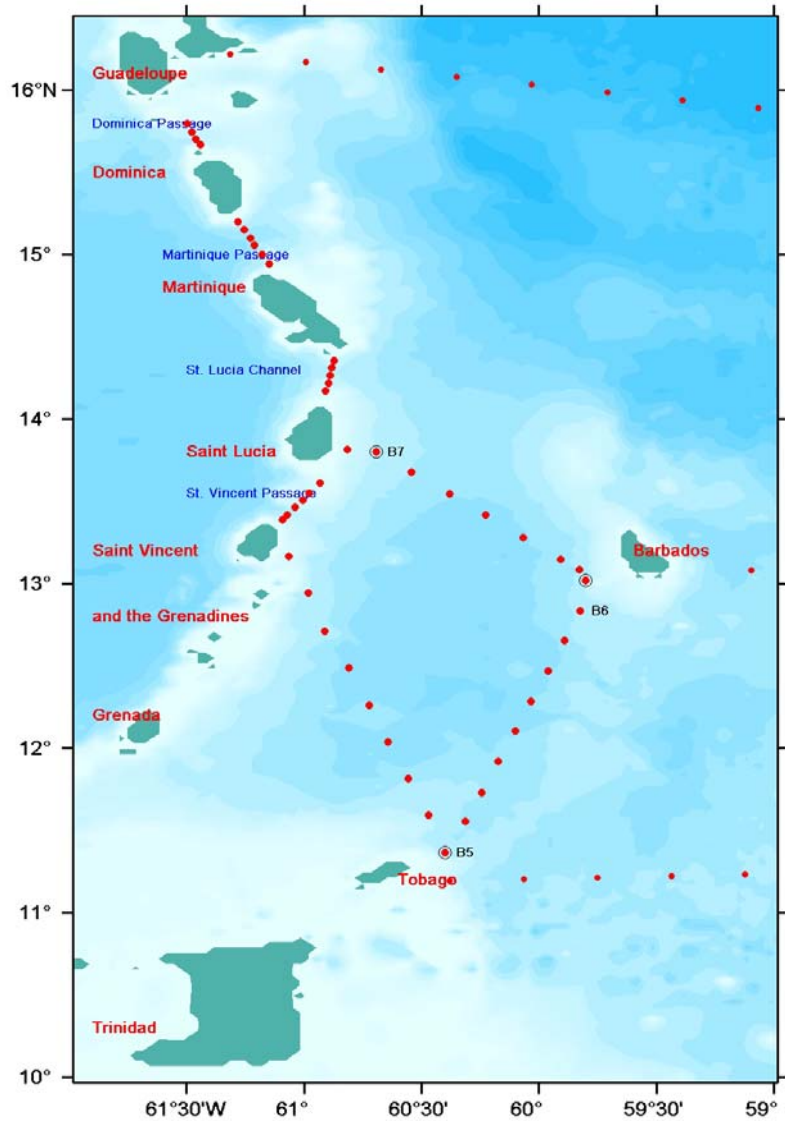 Guadeloupe
16°N
Dominica Passage
Dominica
15°
Martinique Passage
Martinique
St. Lucia Channel
14°
Saint Lucia
B7
St. Vincent Passage
Saint Vincent
Barbados
13°
and the Grenadines
B6
Grenada
12°
B5
Tobago
11°
Trinidad
10°
61°30'W
61°
60°30'
60°
59°30'
59°